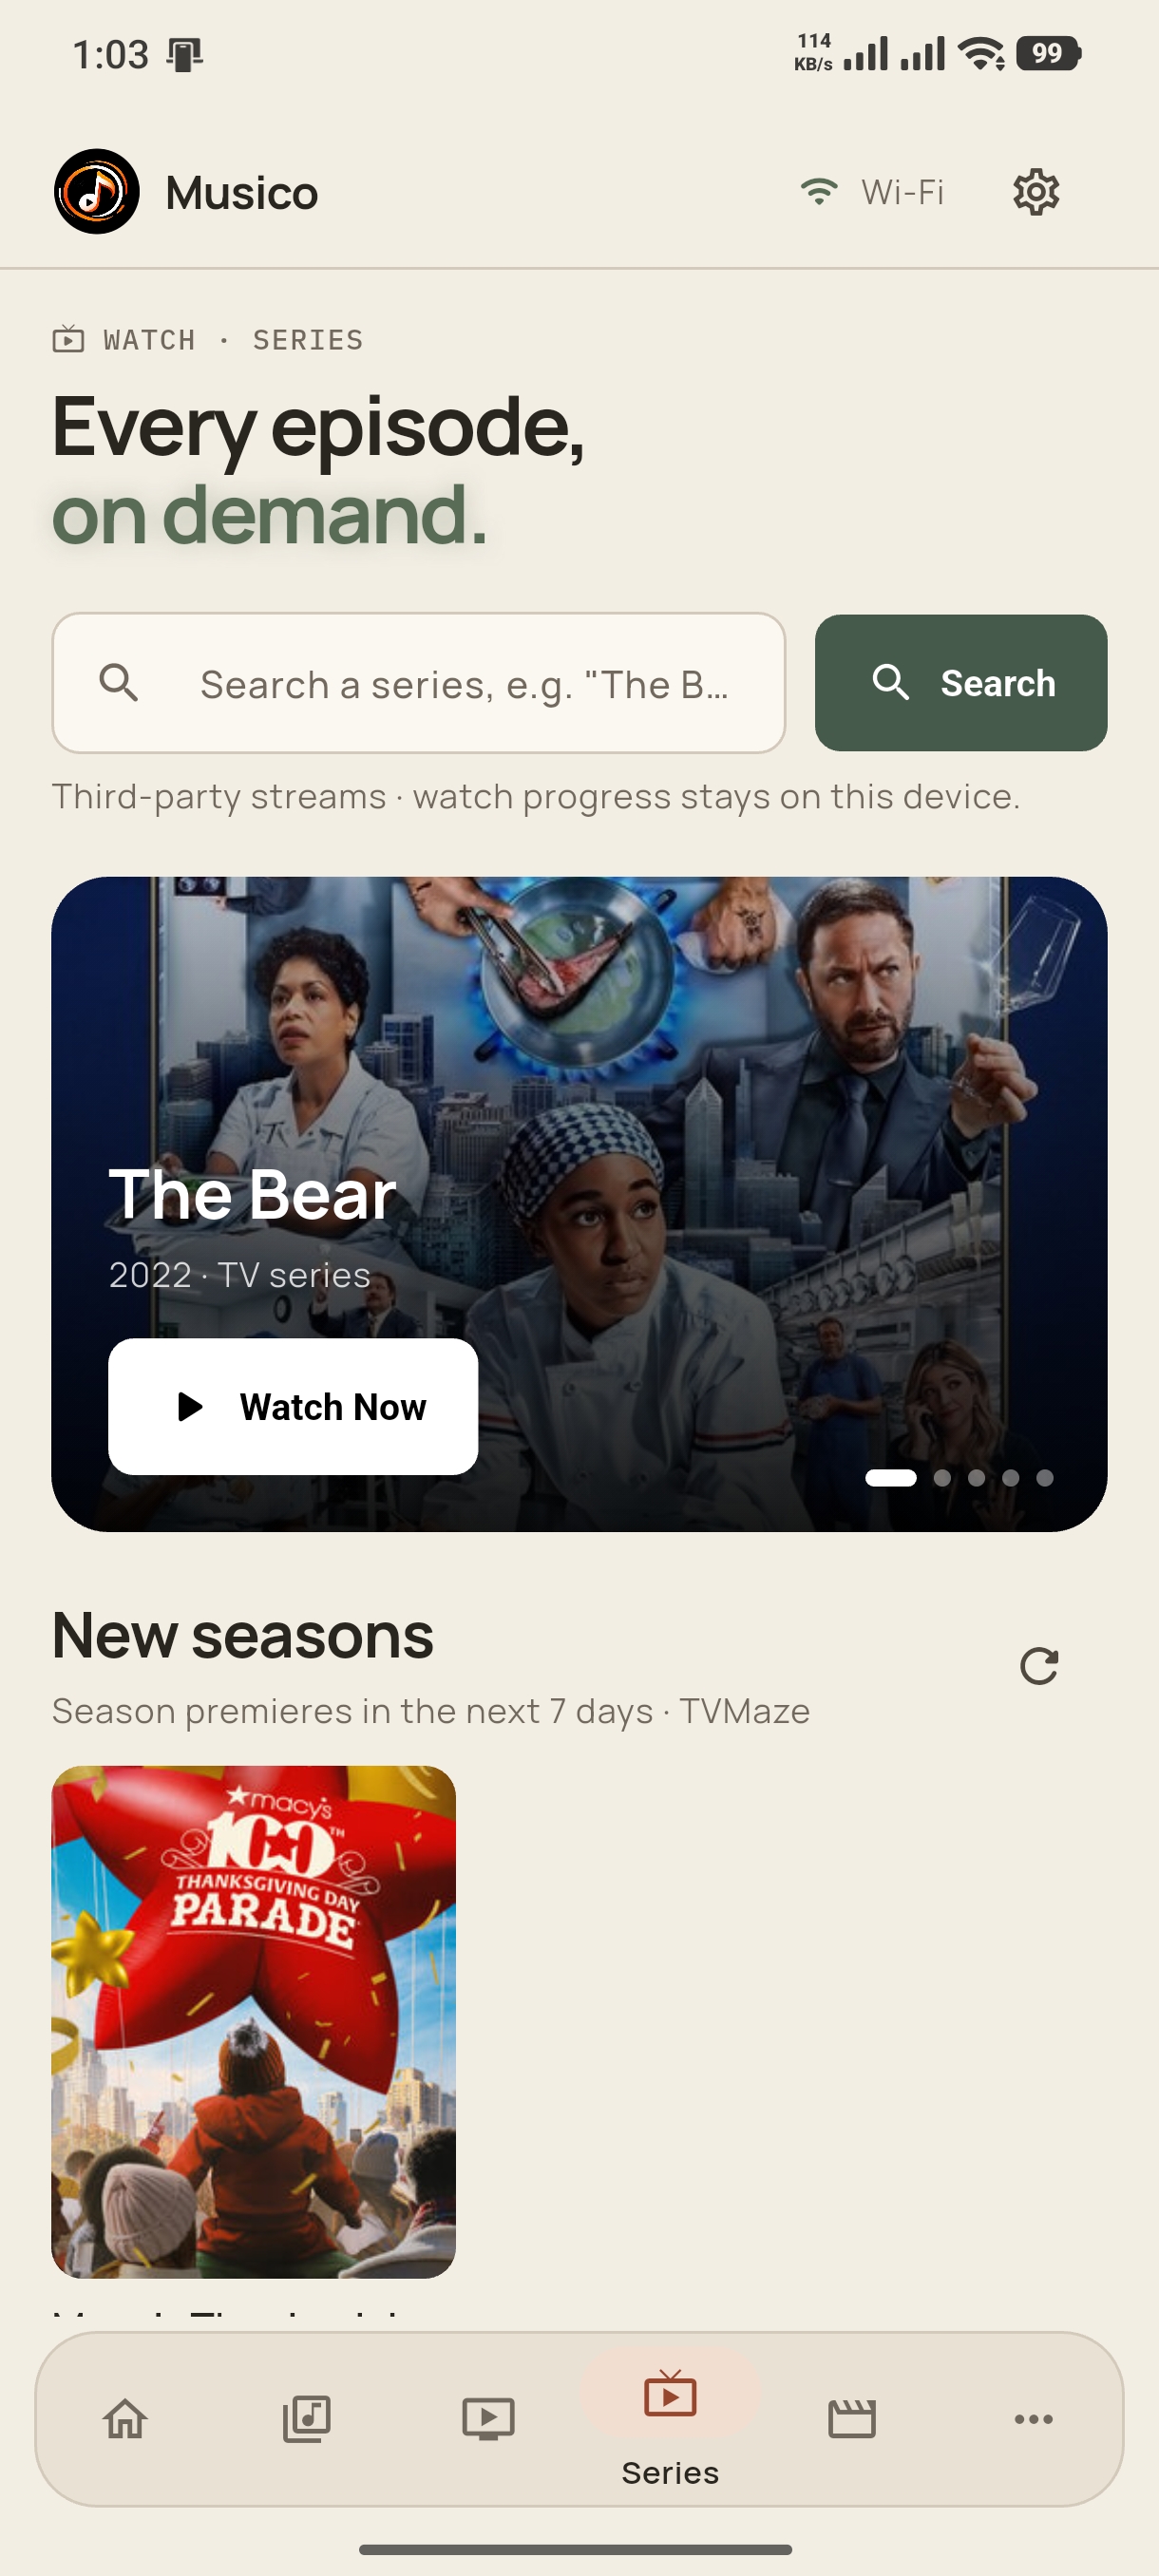 1:03
114
KB/s
99
Musico
Wi-Fi
WATCH · SERIES
Every episode,
on demand.
Search a series, e.g. "The B...
Search
Third-party streams · watch progress stays on this device.
The Bear
2022 · TV series
Watch Now
New seasons
Season premieres in the next 7 days · TVMaze
macy's
100TH
THANKSGIVING DAY
PARADE
Series